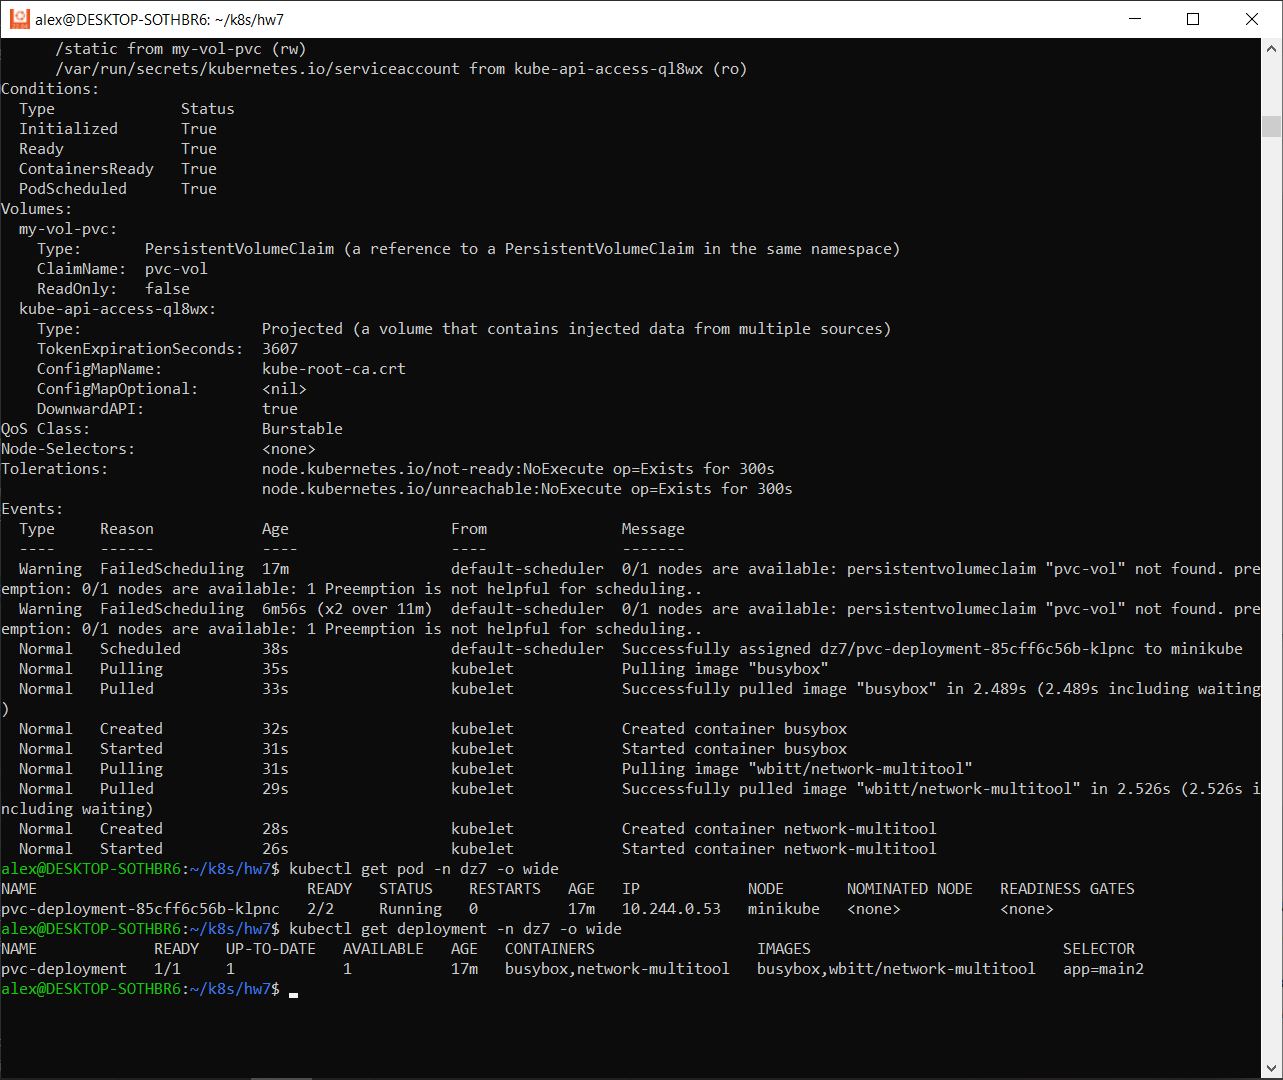 alex@DESKTOP-SOTHBR6: ~/k8s/hw7
/static from my-vol-pvc (rw)
/var/run/secrets/kubernetes.io/serviceaccount from kube-api-access-ql8wx (ro)
Conditions:
Type Status
Initialized True
Ready True
ContainersReady True
PodScheduled True
Volumes:
my-vol-pvc:
Type: PersistentVolumeClaim (a reference to a PersistentVolumeClaim in the same namespace)
ClaimName: pvc-vol
ReadOnly: false
kube-api-access-ql8wx:
Type: Projected (a volume that contains injected data from multiple sources)
TokenExpirationSeconds: 3607
ConfigMapName: kube-root-ca.crt
ConfigMapOptional: <nil>
DownwardAPI: true
QoS Class: Burstable
Node-Selectors: <none>
Tolerations: node.kubernetes.io/not-ready:NoExecute op=Exists for 300s
node.kubernetes.io/unreachable:NoExecute op=Exists for 300s
Events:
Type Reason Age From Message
---- ------ ---- ---- -------
Warning FailedScheduling 17m default-scheduler 0/1 nodes are available: persistentvolumeclaim "pvc-vol" not found. pre
emption: 0/1 nodes are available: 1 Preemption is not helpful for scheduling..
Warning FailedScheduling 6m56s (x2 over 11m) default-scheduler 0/1 nodes are available: persistentvolumeclaim "pvc-vol" not found. pre
emption: 0/1 nodes are available: 1 Preemption is not helpful for scheduling..
Normal Scheduled 38s default-scheduler Successfully assigned dz7/pvc-deployment-85cff6c56b-klpnc to minikube
Normal Pulling 35s kubelet Pulling image "busybox"
Normal Pulled 33s kubelet Successfully pulled image "busybox" in 2.489s (2.489s including waiting
)
Normal Created 32s kubelet Created container busybox
Normal Started 31s kubelet Started container busybox
Normal Pulling 31s kubelet Pulling image "wbitt/network-multitool"
Normal Pulled 29s kubelet Successfully pulled image "wbitt/network-multitool" in 2.526s (2.526s i
ncluding waiting)
Normal Created 28s kubelet Created container network-multitool
Normal Started 26s kubelet Started container network-multitool
alex@DESKTOP-SOTHBR6:~/k8s/hw7$ kubectl get pod -n dz7 -o wide
NAME READY STATUS RESTARTS AGE IP NODE NOMINATED NODE READINESS GATES
pvc-deployment-85cff6c56b-klpnc 2/2 Running 0 17m 10.244.0.53 minikube <none> <none>
alex@DESKTOP-SOTHBR6:~/k8s/hw7$ kubectl get deployment -n dz7 -o wide
NAME READY UP-TO-DATE AVAILABLE AGE CONTAINERS IMAGES SELECTOR
pvc-deployment 1/1 1 1 17m busybox,network-multitool busybox,wbitt/network-multitool app=main2
alex@DESKTOP-SOTHBR6:~/k8s/hw7$